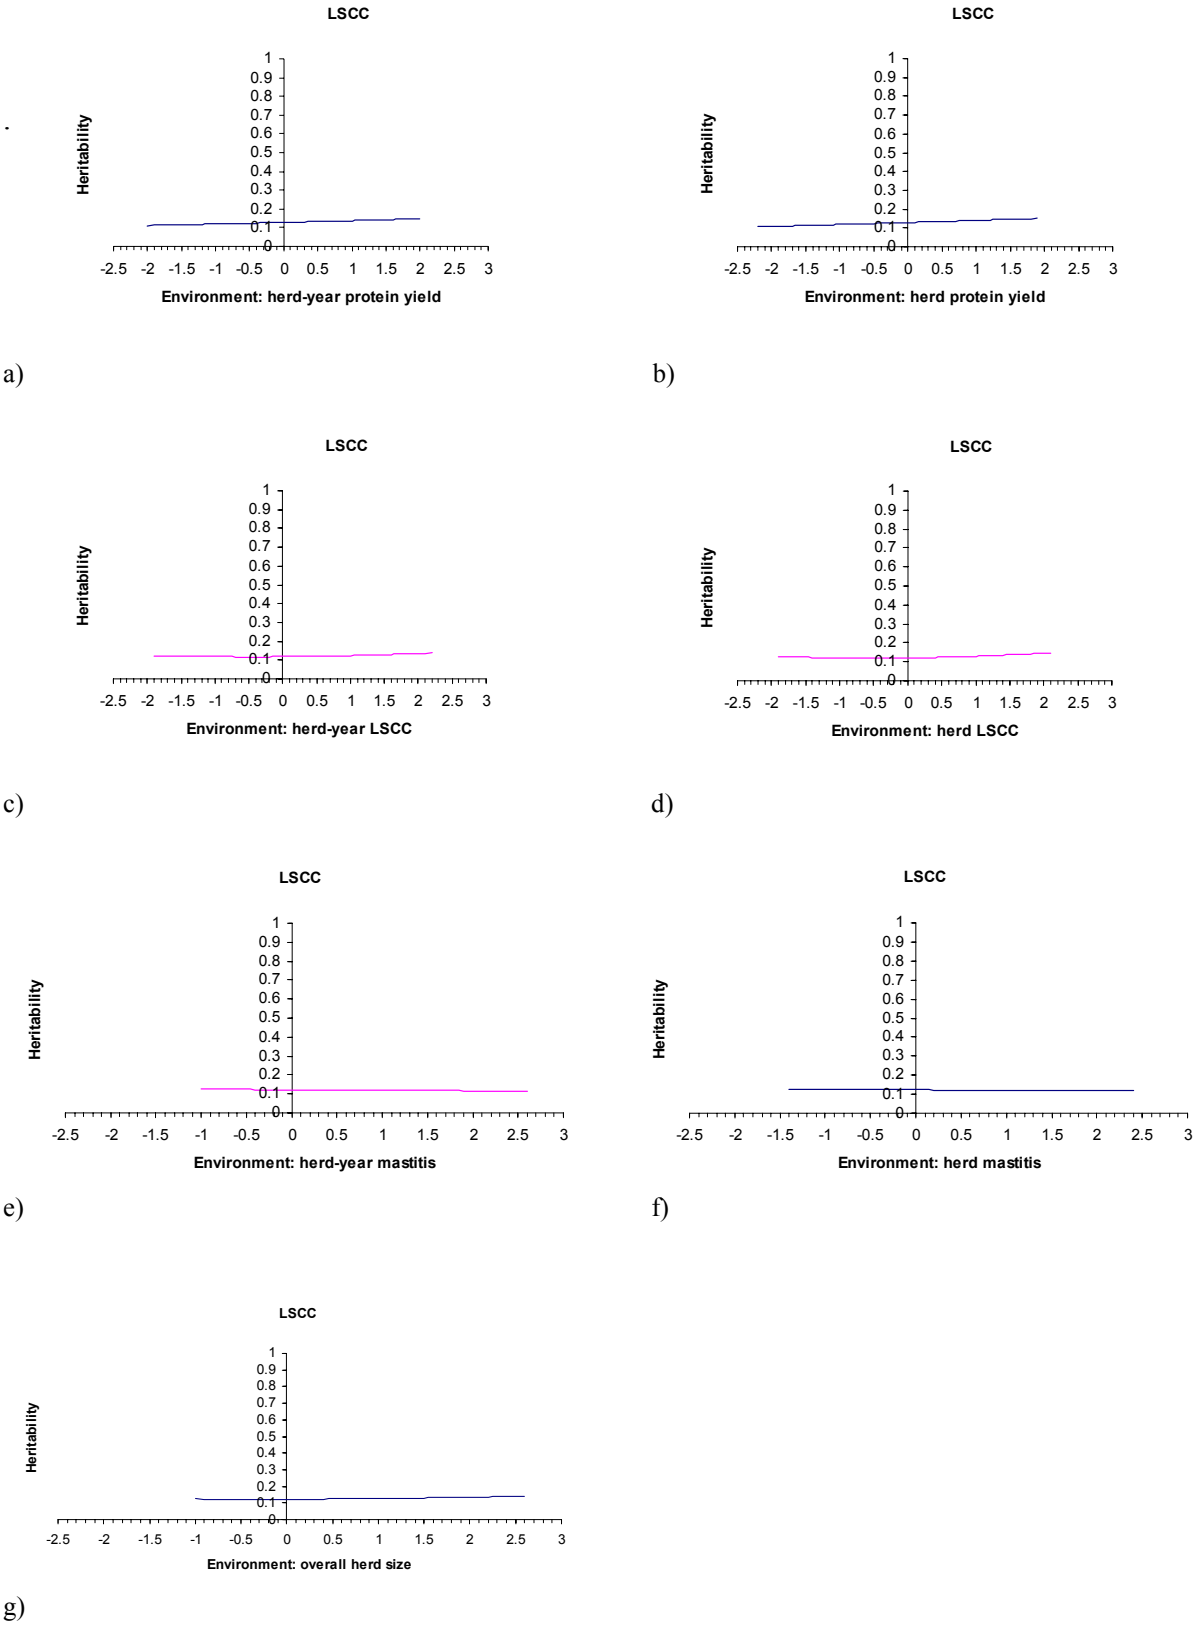 LSCC
1
0.9
0.8
0.7
0.6
0.5
0.4
0.3
0.2
0.1
0
Heritability
-2.5 -2 -1.5 -1 -0.5 0 0.5 1 1.5 2 2.5 3
Environment: herd-year protein yield
a)
LSCC
1
0.9
0.8
0.7
0.6
0.5
0.4
0.3
0.2
0.1
0
Heritability
-2.5 -2 -1.5 -1 -0.5 0 0.5 1 1.5 2 2.5 3
Environment: herd protein yield
b)
LSCC
1
0.9
0.8
0.7
0.6
0.5
0.4
0.3
0.2
0.1
0
Heritability
-2.5 -2 -1.5 -1 -0.5 0 0.5 1 1.5 2 2.5 3
Environment: herd-year LSCC
c)
LSCC
1
0.9
0.8
0.7
0.6
0.5
0.4
0.3
0.2
0.1
0
Heritability
-2.5 -2 -1.5 -1 -0.5 0 0.5 1 1.5 2 2.5 3
Environment: herd LSCC
d)
LSCC
1
0.9
0.8
0.7
0.6
0.5
0.4
0.3
0.2
0.1
0
Heritability
-2.5 -2 -1.5 -1 -0.5 0 0.5 1 1.5 2 2.5 3
Environment: herd-year mastitis
e)
LSCC
1
0.9
0.8
0.7
0.6
0.5
0.4
0.3
0.2
0.1
0
Heritability
-2.5 -2 -1.5 -1 -0.5 0 0.5 1 1.5 2 2.5 3
Environment: herd mastitis
f)
LSCC
1
0.9
0.8
0.7
0.6
0.5
0.4
0.3
0.2
0.1
0
Heritability
-2.5 -2 -1.5 -1 -0.5 0 0.5 1 1.5 2 2.5 3
Environment: overall herd size
g)